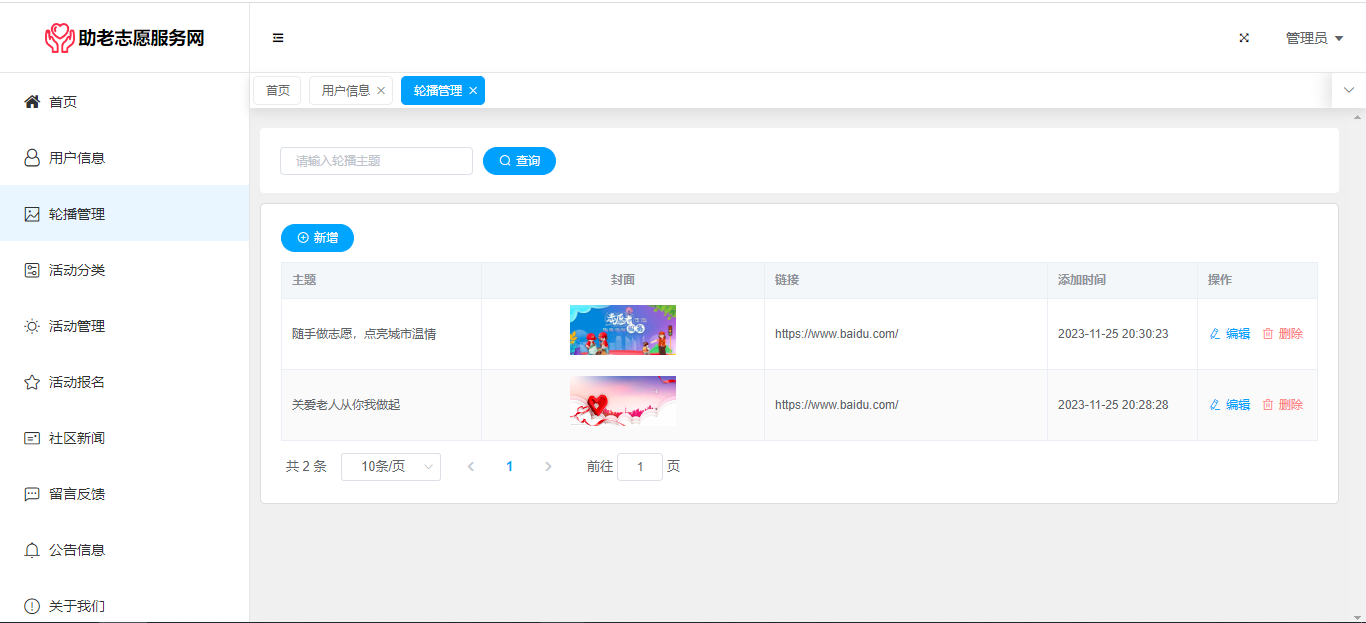 助老志愿服务网
管理员
首页
用户信息
轮播管理
活动分类
活动管理
活动报名
社区新闻
留言反馈
公告信息
关于我们
首页 用户信息 轮播管理
请输入轮播主题 查询
新增
主题 封面 链接 添加时间 操作
随手做志愿，点亮城市温情 https://www.baidu.com/ 2023-11-25 20:30:23 编辑 删除
关爱老人从你我做起 https://www.baidu.com/ 2023-11-25 20:28:28 编辑 删除
共 2 条 10条/页 1 前往 1 页